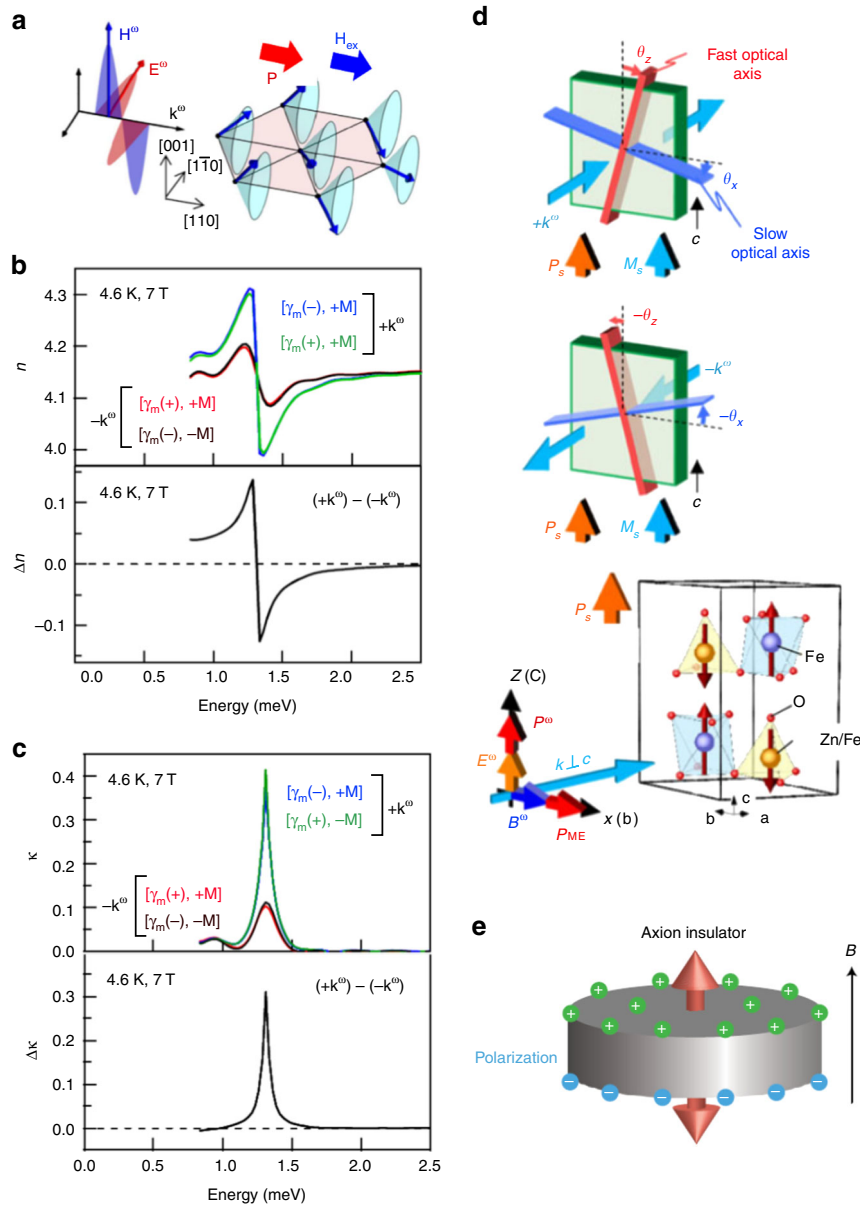 a
H^ω
E^ω
k^ω
P
H_ex
[001]
[11̄0]
[110]
b
4.6 K, 7 T
[γ_m(−), +M]
[γ_m(+), +M]
+k^ω
−k^ω
[γ_m(+), +M]
[γ_m(−), −M]
4.3
4.2
4.1
4.0
n
4.6 K, 7 T
(+k^ω) − (−k^ω)
0.1
0.0
−0.1
Δn
0.0
0.5
1.0
1.5
2.0
2.5
Energy (meV)
c
4.6 K, 7 T
[γ_m(−), +M]
[γ_m(+), −M]
+k^ω
−k^ω
[γ_m(+), +M]
[γ_m(−), −M]
0.4
0.3
0.2
0.1
0.0
κ
4.6 K, 7 T
(+k^ω) − (−k^ω)
0.3
0.2
0.1
0.0
Δκ
0.0
0.5
1.0
1.5
2.0
2.5
Energy (meV)
d
θ_z
Fast optical
axis
θ_x
+k^ω
c
Slow
optical axis
P_s
M_s
−θ_z
−k^ω
−θ_x
c
P_s
M_s
P_s
Fe
O
Zn/Fe
Z (C)
P^ω
E^ω
k⊥c
B^ω
P_ME
x (b)
c
b
a
e
Axion insulator
B
+ + + + + + + + + + +
Polarization
− − − − − −